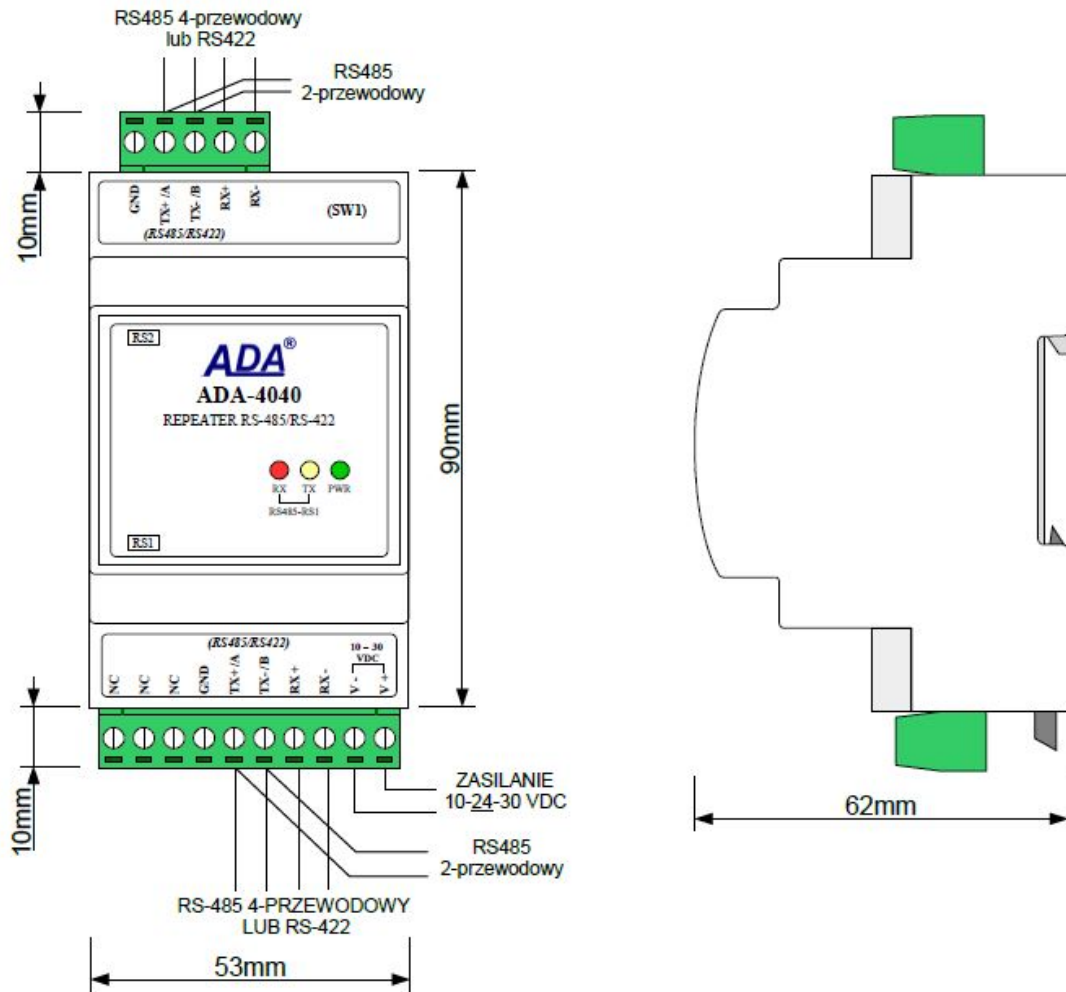 RS485 4-przewodowy
lub RS422
RS485
2-przewodowy
10mm
GND
TX+ /A
TX- /B
RX+
RX-
(RS485/RS422)
(SW1)
RS2
ADA®
ADA-4040
REPEATER RS-485/RS-422
RX TX PWR
RS485-RS1
RS1
90mm
(RS485/RS422)
10 – 30
VDC
NC
NC
NC
GND
TX+/A
TX-/B
RX +
RX -
V -
V +
10mm
ZASILANIE
10-24-30 VDC
RS485
2-przewodowy
RS-485 4-PRZEWODOWY
LUB RS-422
53mm
62mm